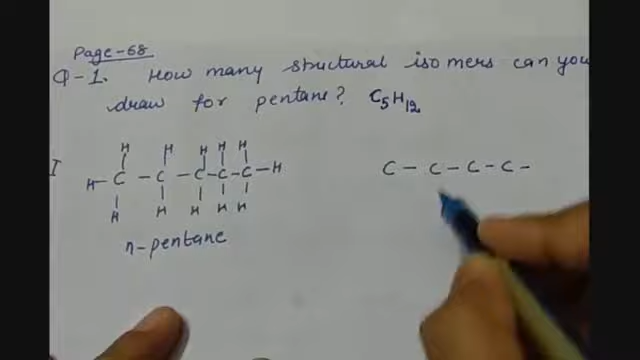 Page-68
Q-1. How many structural isomers can you
draw for pentane? C₅H₁₂
H H H H H
I H-C-C-C-C-C-H
H H H H H
n-pentane
C-C-C-C-